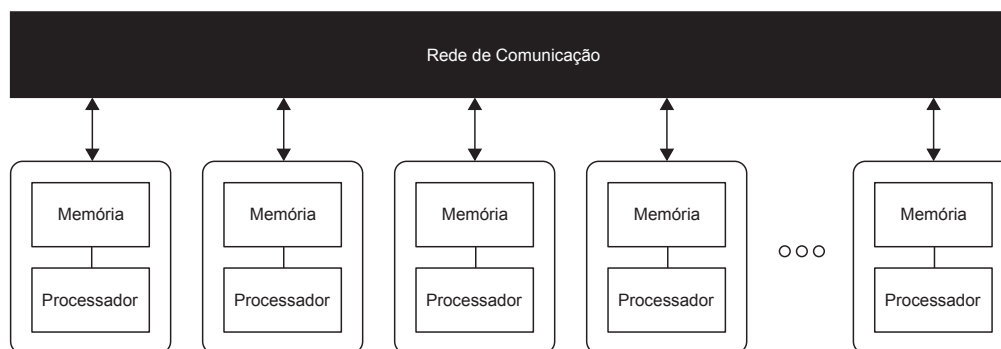 Rede de Comunicação
Memória
Memória
Memória
Memória
Memória
Processador
Processador
Processador
Processador
Processador